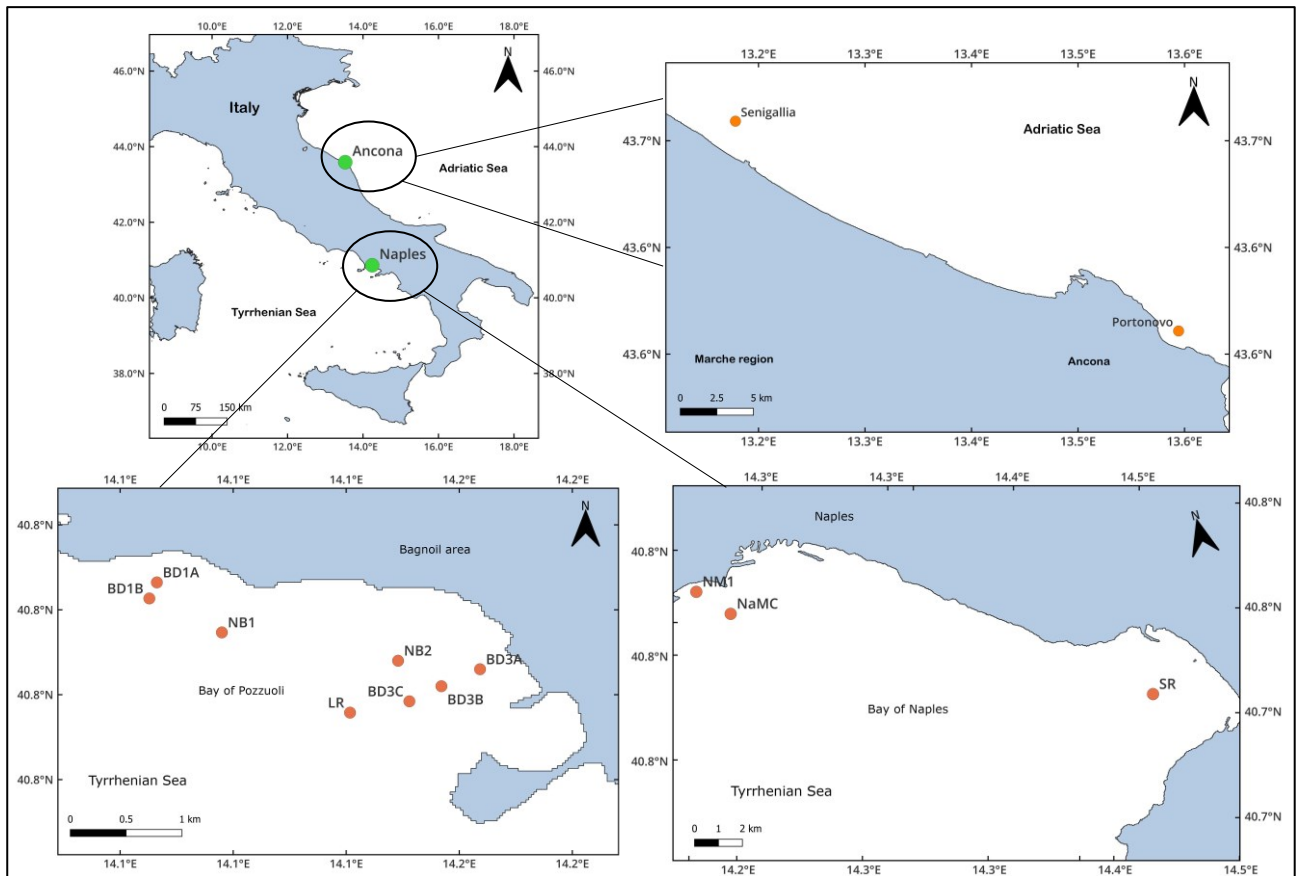 10.0°E 12.0°E 14.0°E 16.0°E 18.0°E
N
46.0°N 46.0°N
Italy
Ancona
44.0°N 44.0°N
Adriatic Sea
42.0°N 42.0°N
Naples
40.0°N 40.0°N
Tyrrhenian Sea
38.0°N 38.0°N
0 75 150 km
10.0°E 12.0°E 14.0°E 16.0°E 18.0°E
13.2°E 13.3°E 13.4°E 13.5°E 13.6°E
N
Senigallia
Adriatic Sea
43.7°N 43.7°N
43.6°N 43.6°N
Portonovo
43.6°N 43.6°N
Marche region
Ancona
0 2.5 5 km
13.2°E 13.3°E 13.4°E 13.5°E 13.6°E
14.1°E 14.1°E 14.1°E 14.2°E 14.2°E
N
40.8°N 40.8°N
Bagnoil area
BD1A
BD1B
40.8°N 40.8°N
NB1
NB2
BD3A
Bay of Pozzuoli
BD3C
BD3B
40.8°N 40.8°N
LR
40.8°N 40.8°N
Tyrrhenian Sea
0 0.5 1 km
14.1°E 14.1°E 14.1°E 14.2°E 14.2°E
14.3°E 14.4°E 14.5°E
40.8°N
Naples
N
40.8°N
NM1
NaMC
40.8°N
40.8°N
SR
Bay of Naples
40.7°N
40.8°N
Tyrrhenian Sea
40.7°N
0 1 2 km
14.2°E 14.3°E 14.4°E 14.5°E